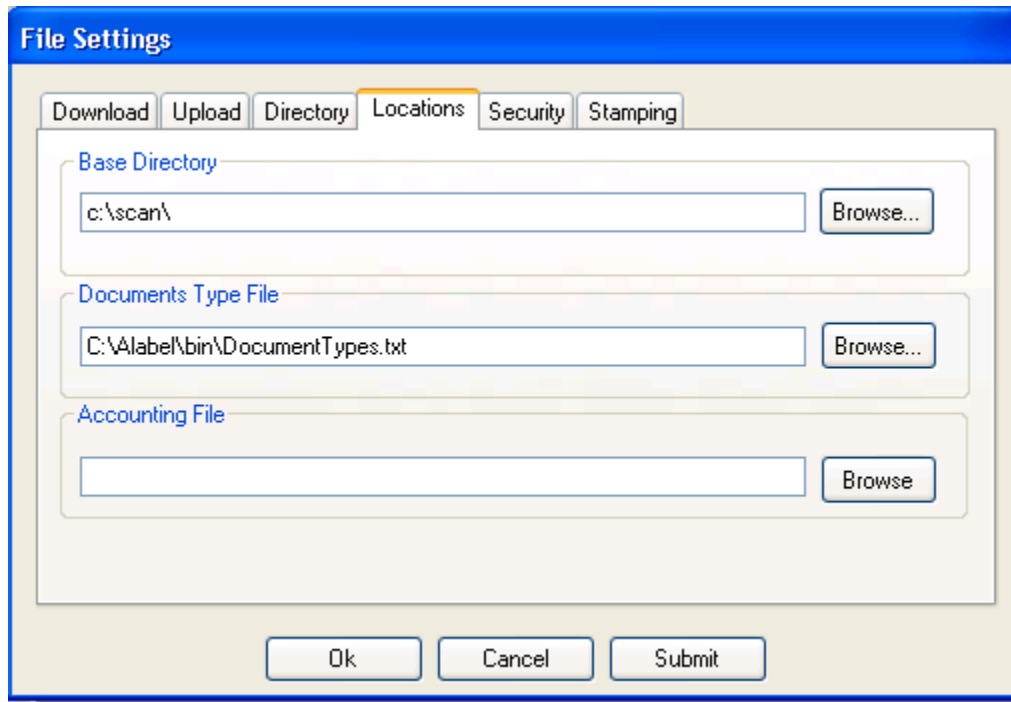 File Settings
Download Upload Directory Locations Security Stamping
Base Directory
c:\scan\ Browse...
Documents Type File
C:\Alabel\bin\DocumentTypes.txt Browse...
Accounting File
Browse
Ok Cancel Submit